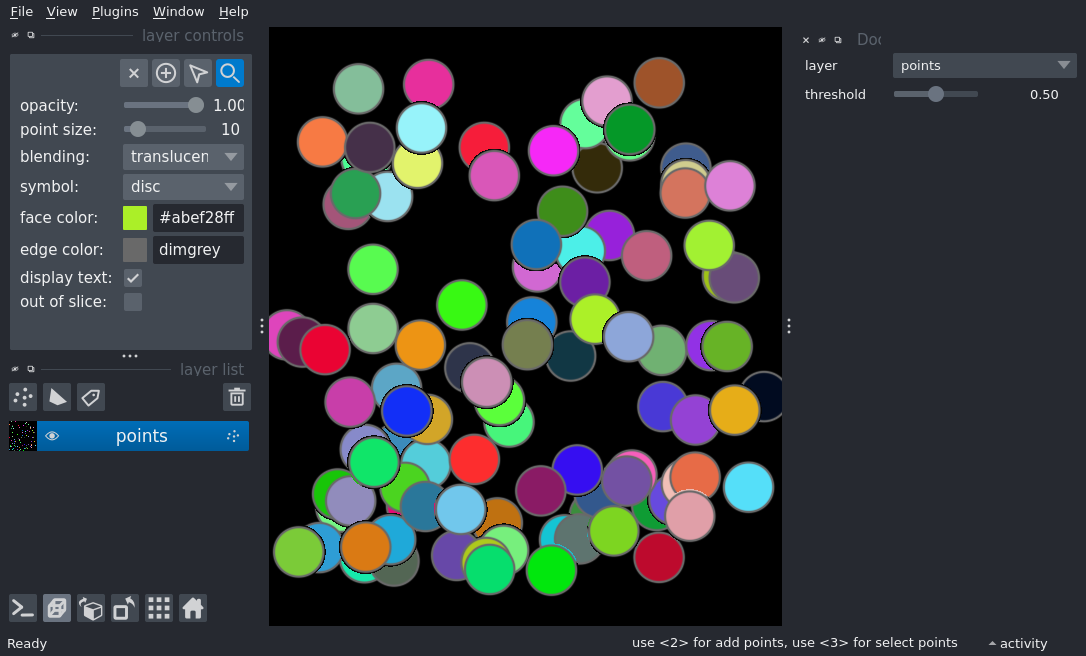 File View Plugins Window Help
layer controls
opacity: 1.00
point size: 10
blending: translucen
symbol: disc
face color: #abef28ff
edge color: dimgrey
display text:
out of slice:
layer list
points
layer points
threshold 0.50
Ready
use <2> for add points, use <3> for select points
activity